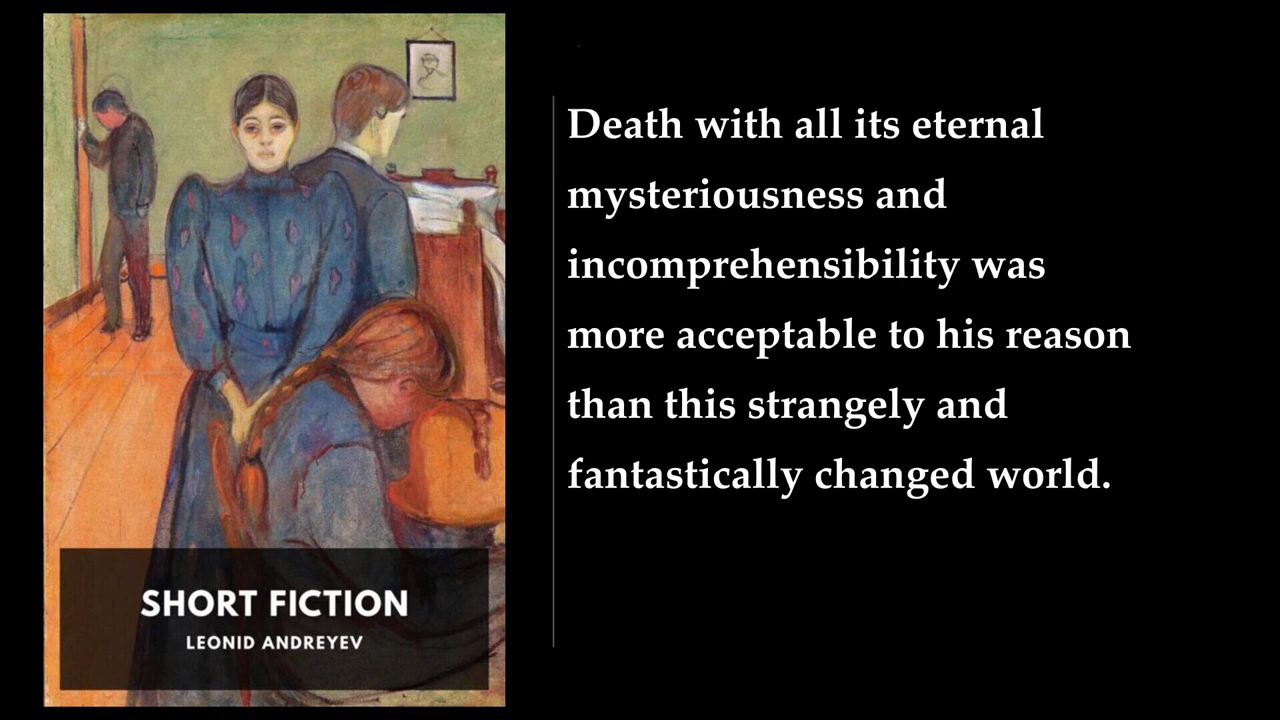 SHORT FICTION
LEONID ANDREYEV
Death with all its eternal
mysteriousness and
incomprehensibility was
more acceptable to his reason
than this strangely and
fantastically changed world.